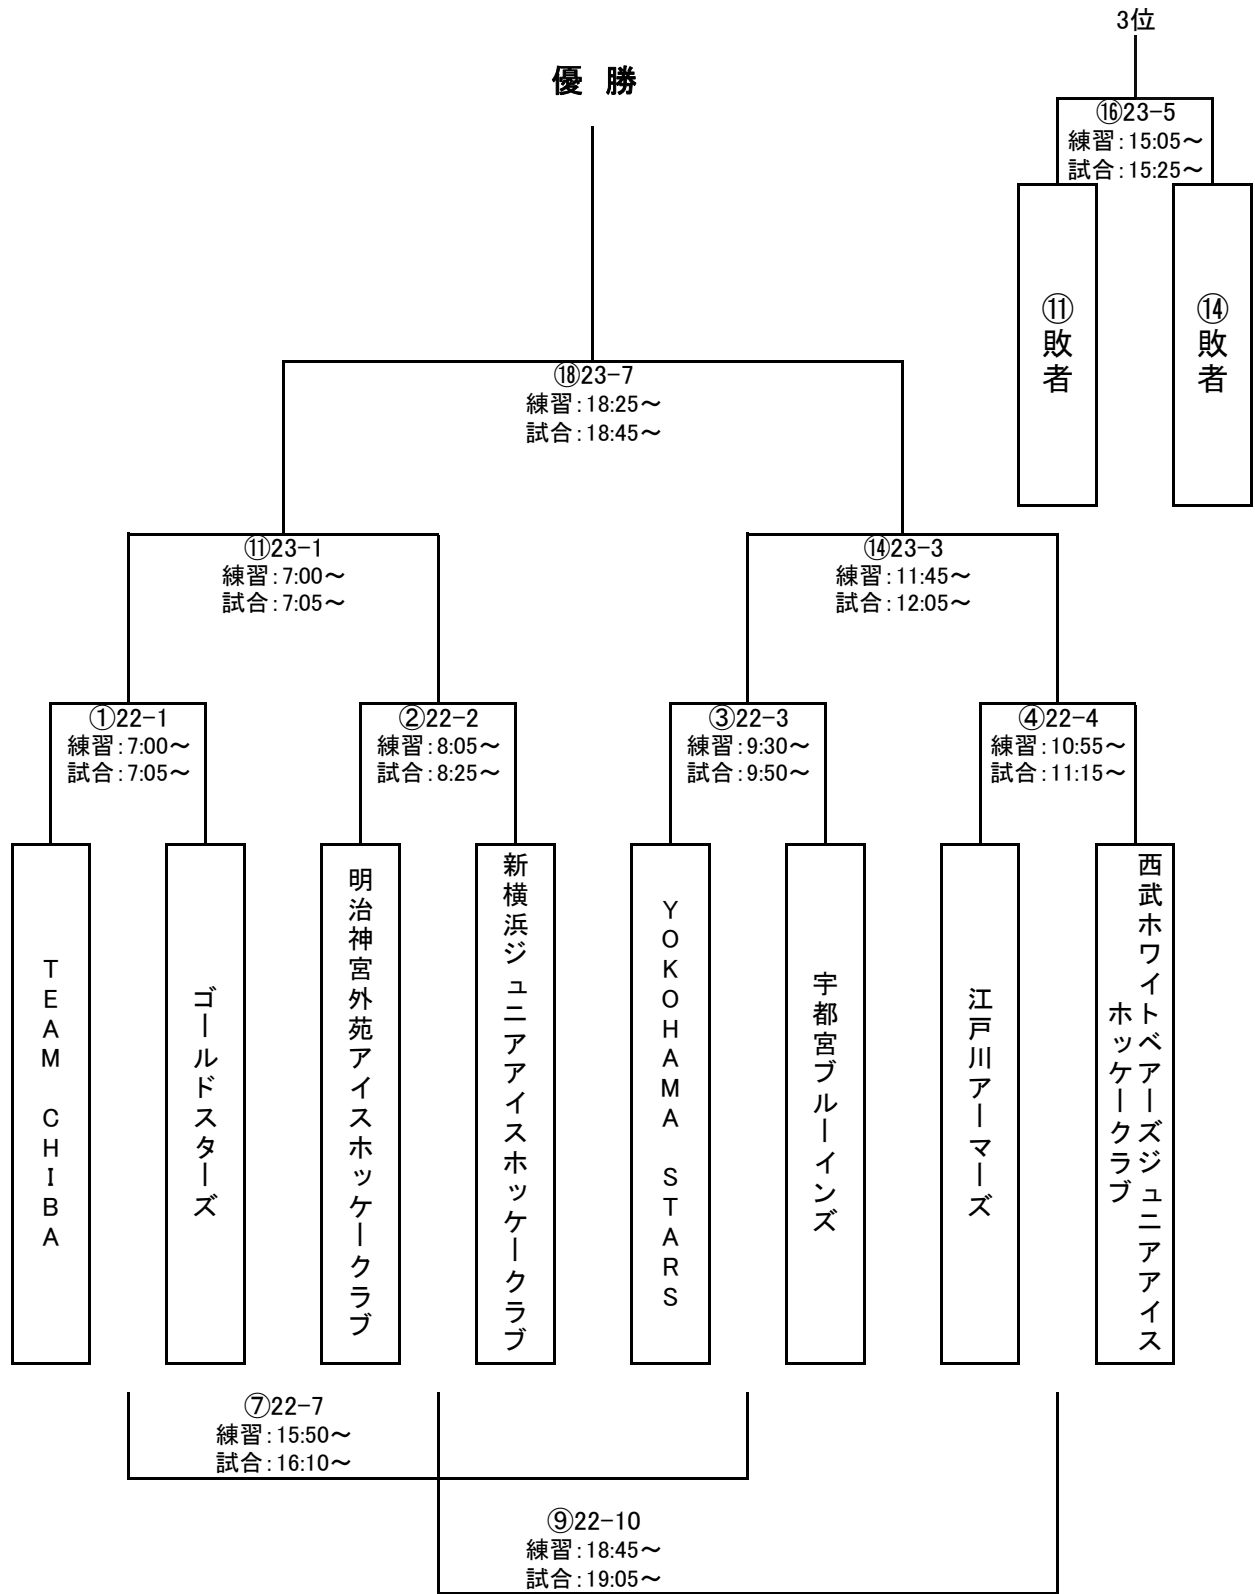 3位
優 勝
⑯23-5
練習:15:05～
試合:15:25～
⑪敗者
⑭敗者
⑱23-7
練習:18:25～
試合:18:45～
⑪23-1
練習:7:00～
試合:7:05～
⑭23-3
練習:11:45～
試合:12:05～
①22-1
練習:7:00～
試合:7:05～
②22-2
練習:8:05～
試合:8:25～
③22-3
練習:9:30～
試合:9:50～
④22-4
練習:10:55～
試合:11:15～
TEAM CHIBA
ゴールドスターズ
明治神宮外苑アイスホッケークラブ
新横浜ジュニアアイスホッケークラブ
YOKOHAMA STARS
宇都宮ブルーインズ
江戸川アーマーズ
西武ホワイトベアーズジュニアアイス
ホッケークラブ
⑦22-7
練習:15:50～
試合:16:10～
⑨22-10
練習:18:45～
試合:19:05～